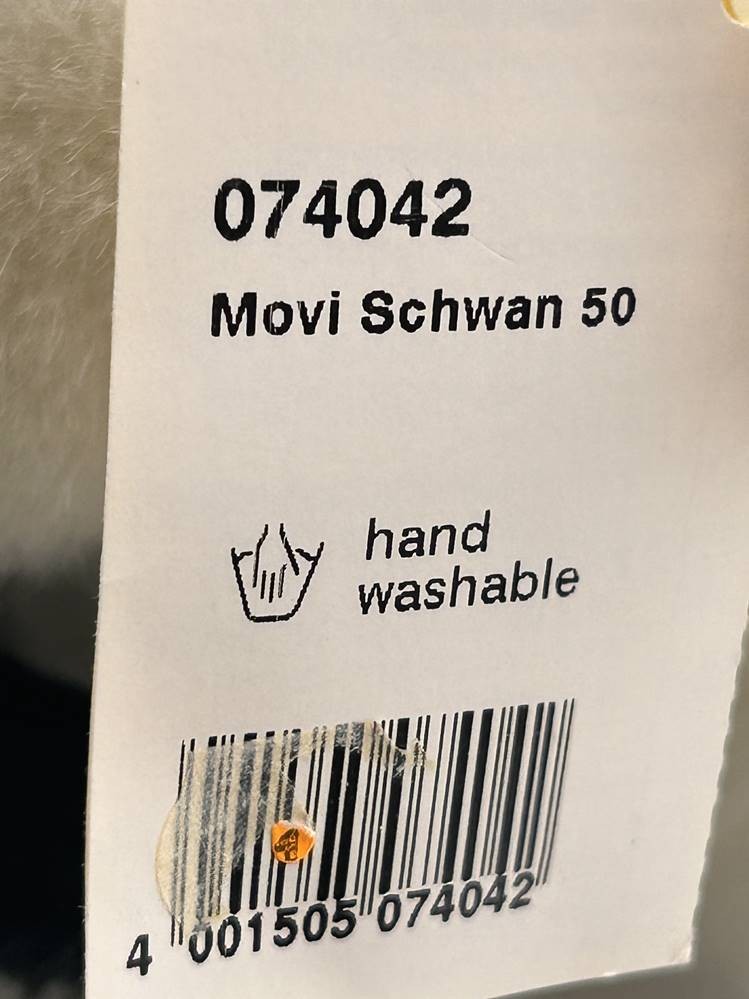 074042
Movi Schwan 50
hand
washable
4 001505 074042